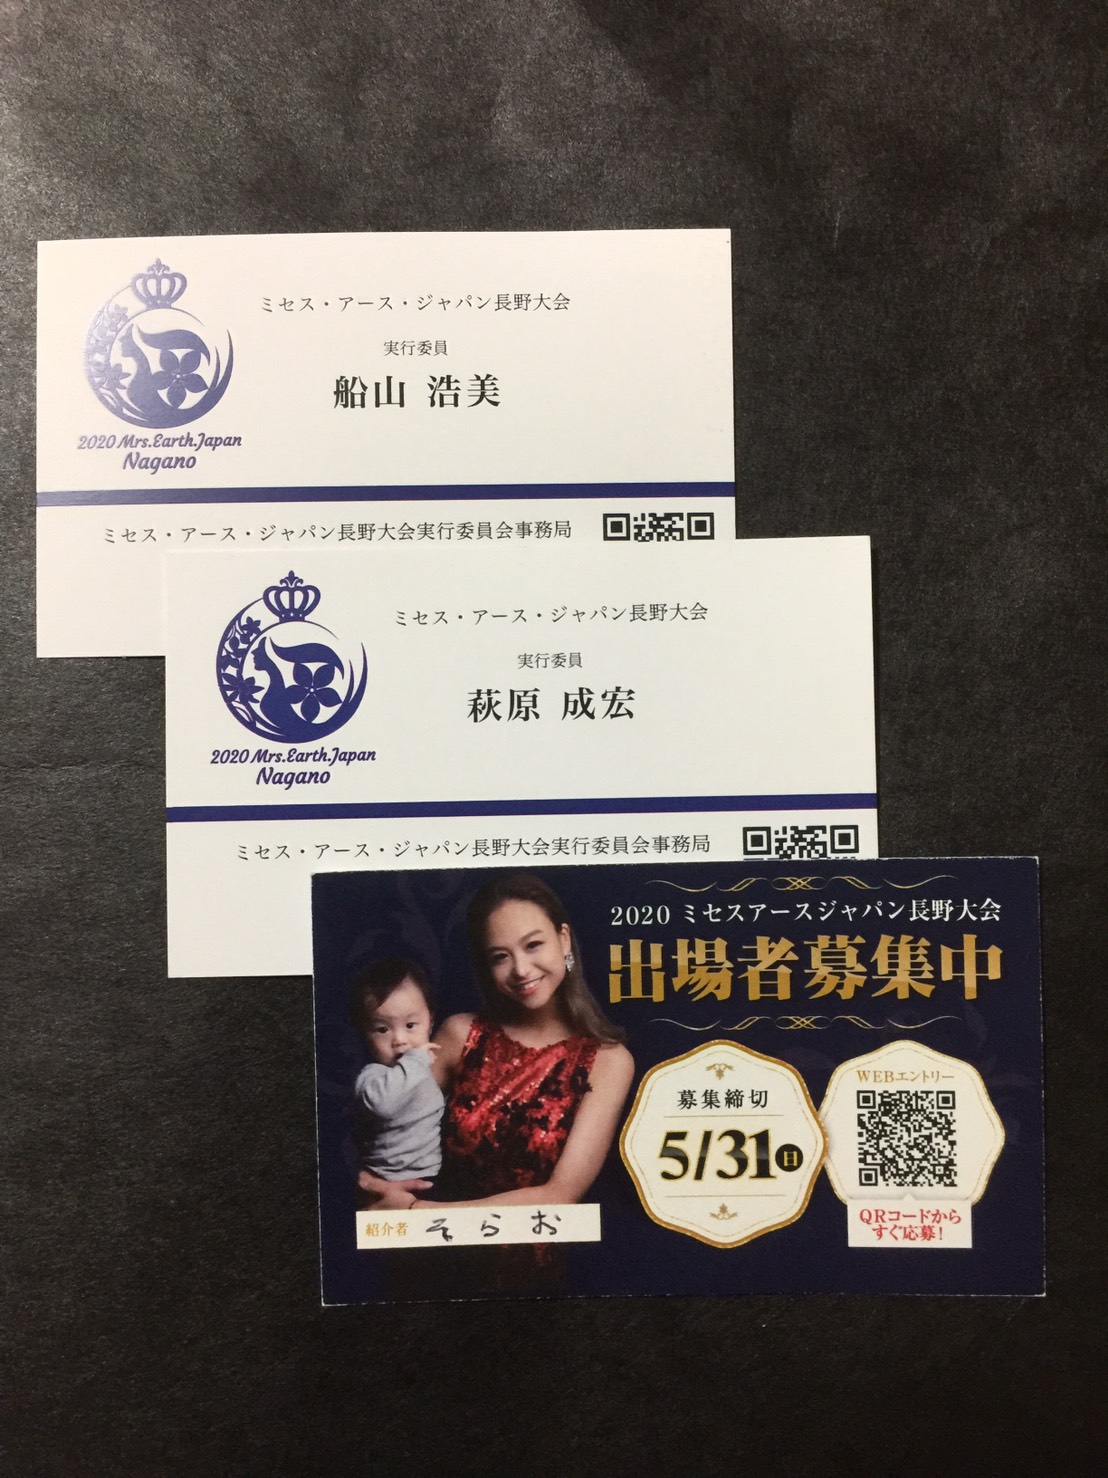 ミセス・アース・ジャパン長野大会
実行委員
船山 浩美
2020 Mrs.Earth.Japan
Nagano
ミセス・アース・ジャパン長野大会実行委員会事務局
ミセス・アース・ジャパン長野大会
実行委員
萩原 成宏
2020 Mrs.Earth.Japan
Nagano
ミセス・アース・ジャパン長野大会実行委員会事務局
2020 ミセスアースジャパン長野大会
出場者募集中
募集締切
5/31日
WEBエントリー
QRコードから
すぐ応募!
紹介者 そらお